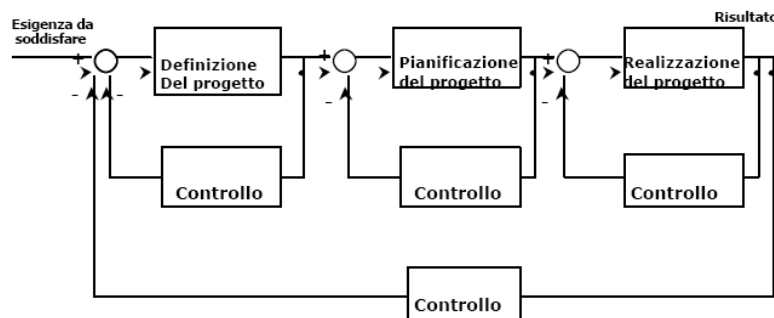 Esigenza da
soddisfare
Risultato
+
Definizione
Del progetto
+
Pianificazione
del progetto
+
Realizzazione
del progetto
-
-
-
-
Controllo
Controllo
Controllo
Controllo